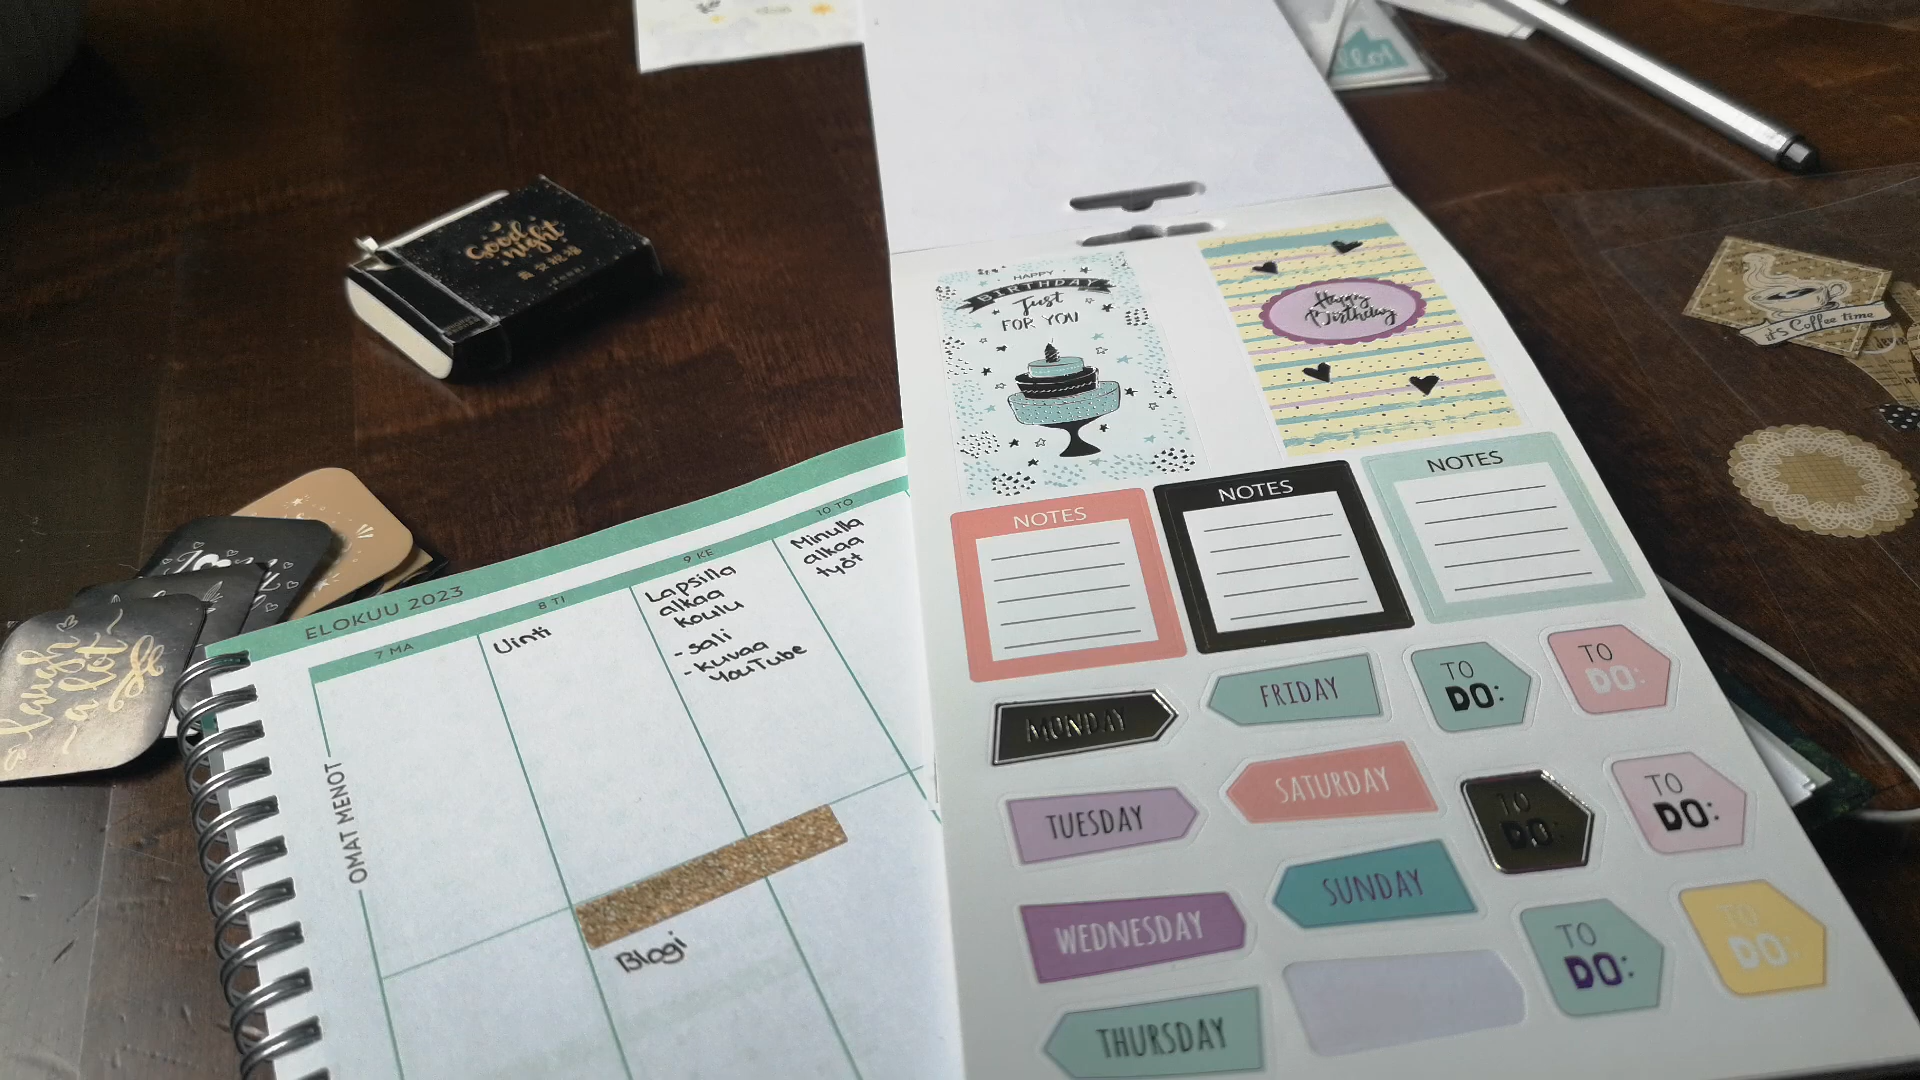 Good
night
laugh
a lot
ELOKUU 2023
7 MA
8 TI
9 KE
10 TO
OMAT MENOT
Uinti
Lapsilla
alkaa
koulu
- sali
- kuvaa
YouTube
Minulla
alkaa
työt
Blogi
HAPPY
BIRTHDAY
Just
FOR YOU
Happy
Birthday
NOTES
NOTES
NOTES
MONDAY
FRIDAY
TO
DO:
TO
DO:
TUESDAY
SATURDAY
TO
DO:
TO
DO:
WEDNESDAY
SUNDAY
TO
DO:
TO
DO:
THURSDAY
it's Coffee time